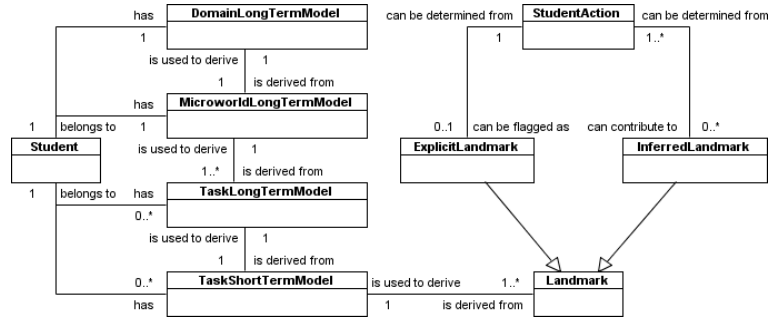 has
DomainLongTermModel
can be determined from
StudentAction
can be determined from
1
1
1..*
is used to derive
1
1
is derived from
has
MicroworldLongTermModel
1
belongs to
1
0..1
can be flagged as
can contribute to
0..*
Student
is used to derive
1
ExplicitLandmark
InferredLandmark
1..*
is derived from
1
belongs to
has
TaskLongTermModel
0..*
is used to derive
1
1
is derived from
0..*
TaskShortTermModel
is used to derive
1..*
Landmark
has
1
is derived from